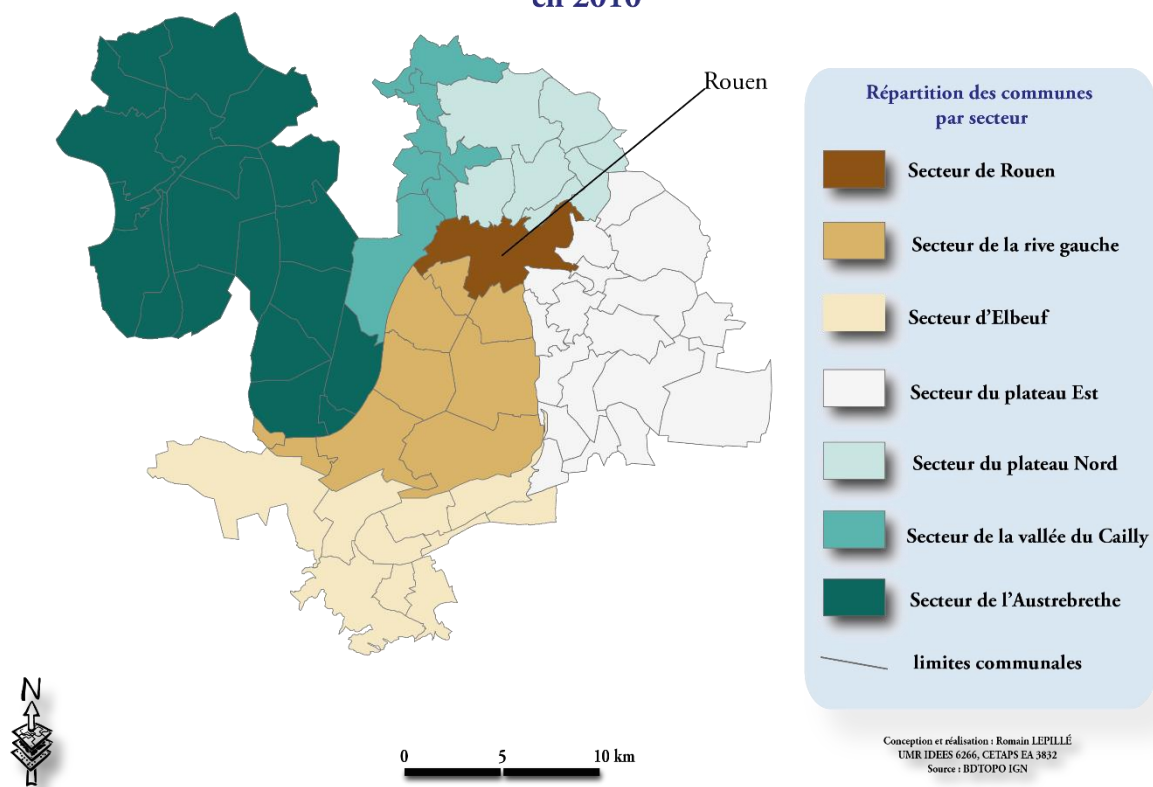 en 2010
Rouen
Répartition des communes
par secteur
Secteur de Rouen
Secteur de la rive gauche
Secteur d'Elbeuf
Secteur du plateau Est
Secteur du plateau Nord
Secteur de la vallée du Cailly
Secteur de l'Austrebrethe
limites communales
N
0 5 10 km
Conception et réalisation : Romain LEPILLÉ
UMR IDEES 6266, CETAPS EA 3832
Source : BDTOPO IGN